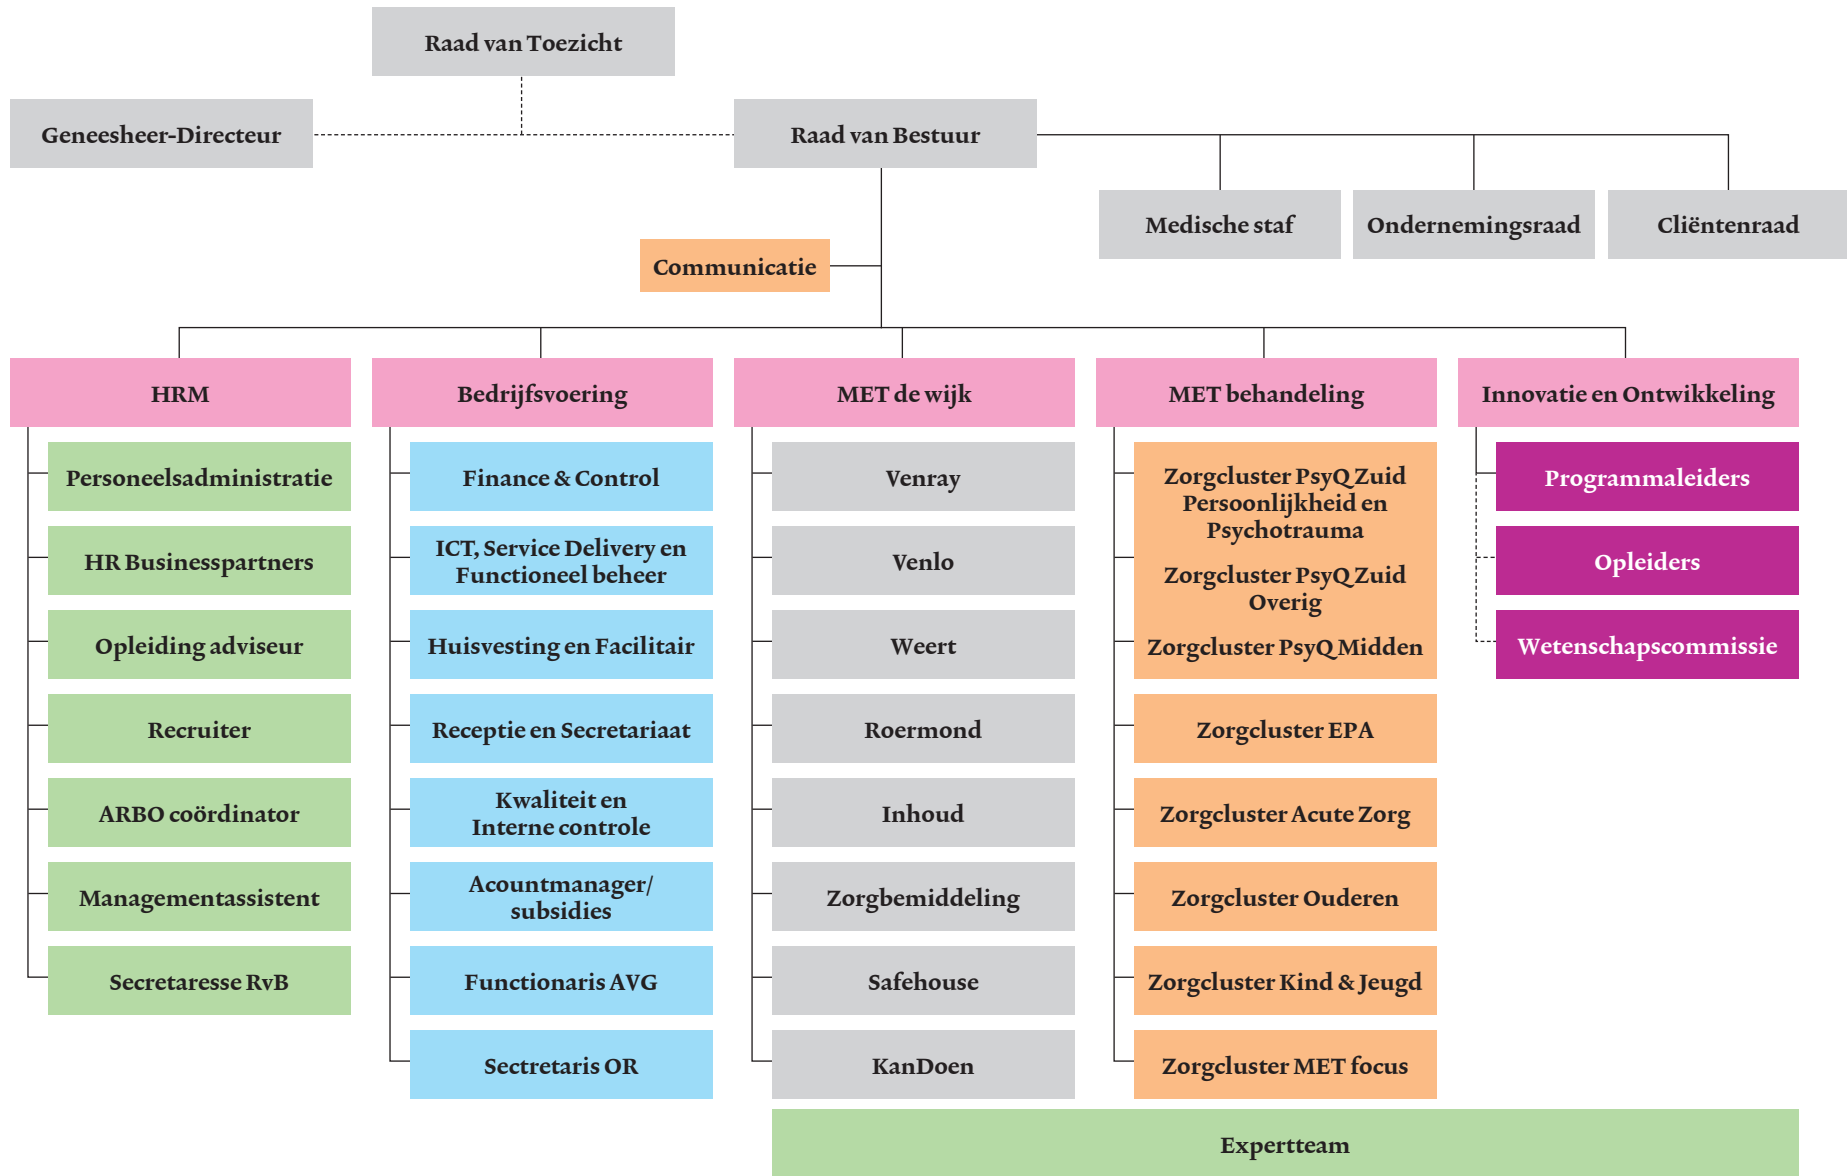 Raad van Toezicht
Geneesheer-Directeur
Raad van Bestuur
Medische staf
Ondernemingsraad
Cliëntenraad
Communicatie
HRM
Personeelsadministratie
HR Businesspartners
Opleiding adviseur
Recruiter
ARBO coördinator
Managementassistent
Secretaresse RvB
Bedrijfsvoering
Finance & Control
ICT, Service Delivery en
Functioneel beheer
Huisvesting en Facilitair
Receptie en Secretariaat
Kwaliteit en
Interne controle
Acountmanager/
subsidies
Functionaris AVG
Sectretaris OR
MET de wijk
Venray
Venlo
Weert
Roermond
Inhoud
Zorgbemiddeling
Safehouse
KanDoen
MET behandeling
Zorgcluster PsyQ Zuid
Persoonlijkheid en
Psychotrauma
Zorgcluster PsyQ Zuid
Overig
Zorgcluster PsyQ Midden
Zorgcluster EPA
Zorgcluster Acute Zorg
Zorgcluster Ouderen
Zorgcluster Kind & Jeugd
Zorgcluster MET focus
Innovatie en Ontwikkeling
Programmaleiders
Opleiders
Wetenschapscommissie
Expertteam